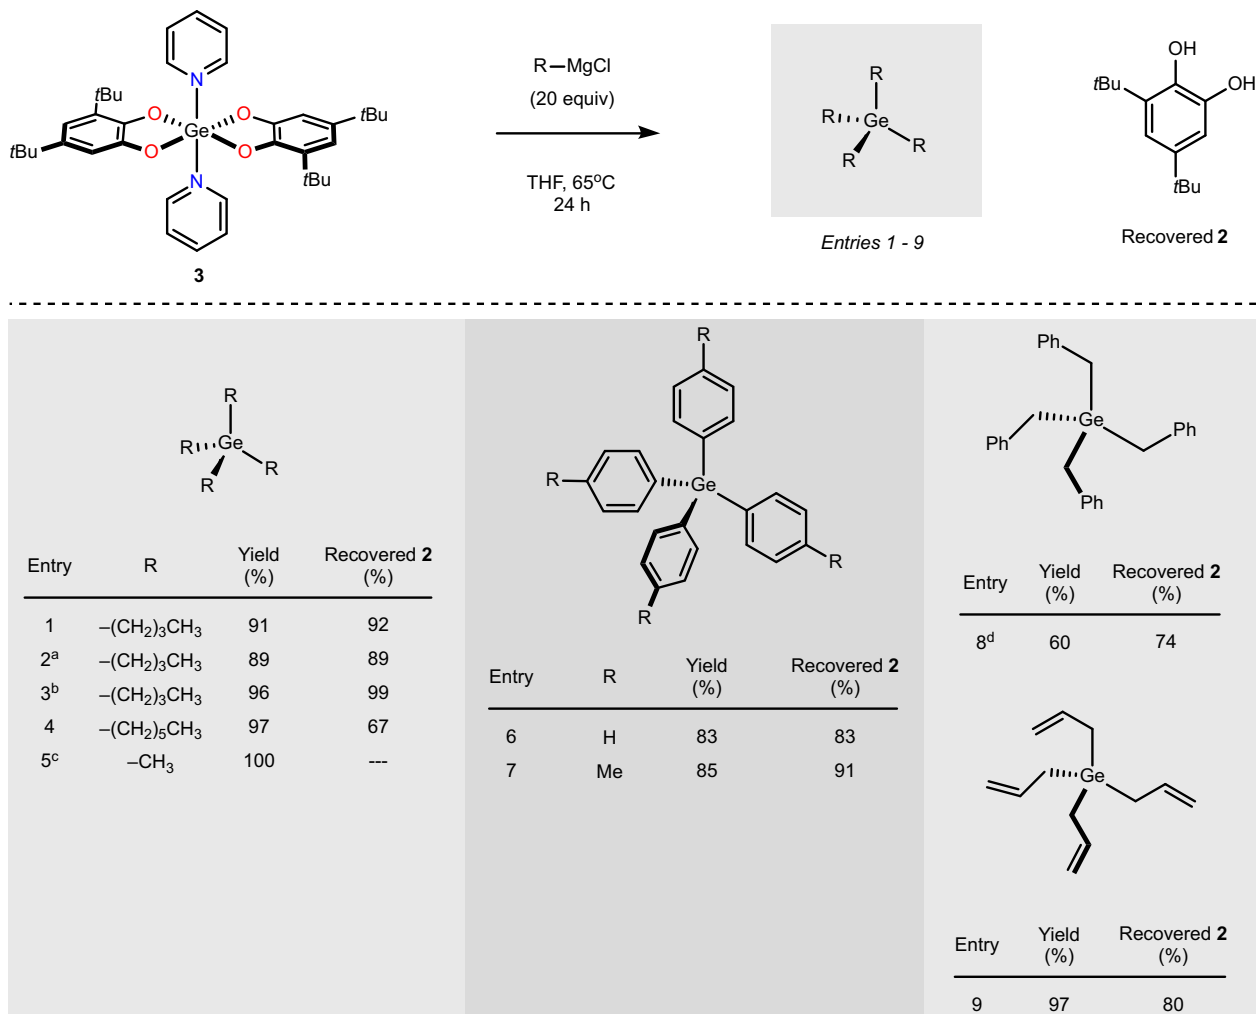 tBu
tBu
O
O
O
O
Ge
N
N
tBu
tBu
3
R–MgCl
(20 equiv)
THF, 65°C
24 h
R
R
Ge
R
R
Entries 1 - 9
OH
OH
tBu
tBu
Recovered 2
R
R
Ge
R
R
Entry R Yield (%) Recovered 2 (%)
1 –(CH2)3CH3 91 92
2a –(CH2)3CH3 89 89
3b –(CH2)3CH3 96 99
4 –(CH2)5CH3 97 67
5c –CH3 100 ---
R
R
Ge
R
R
Entry R Yield (%) Recovered 2 (%)
6 H 83 83
7 Me 85 91
Ph
Ge
Ph
Ph
Ph
Entry Yield (%) Recovered 2 (%)
8d 60 74
Ge
Entry Yield (%) Recovered 2 (%)
9 97 80